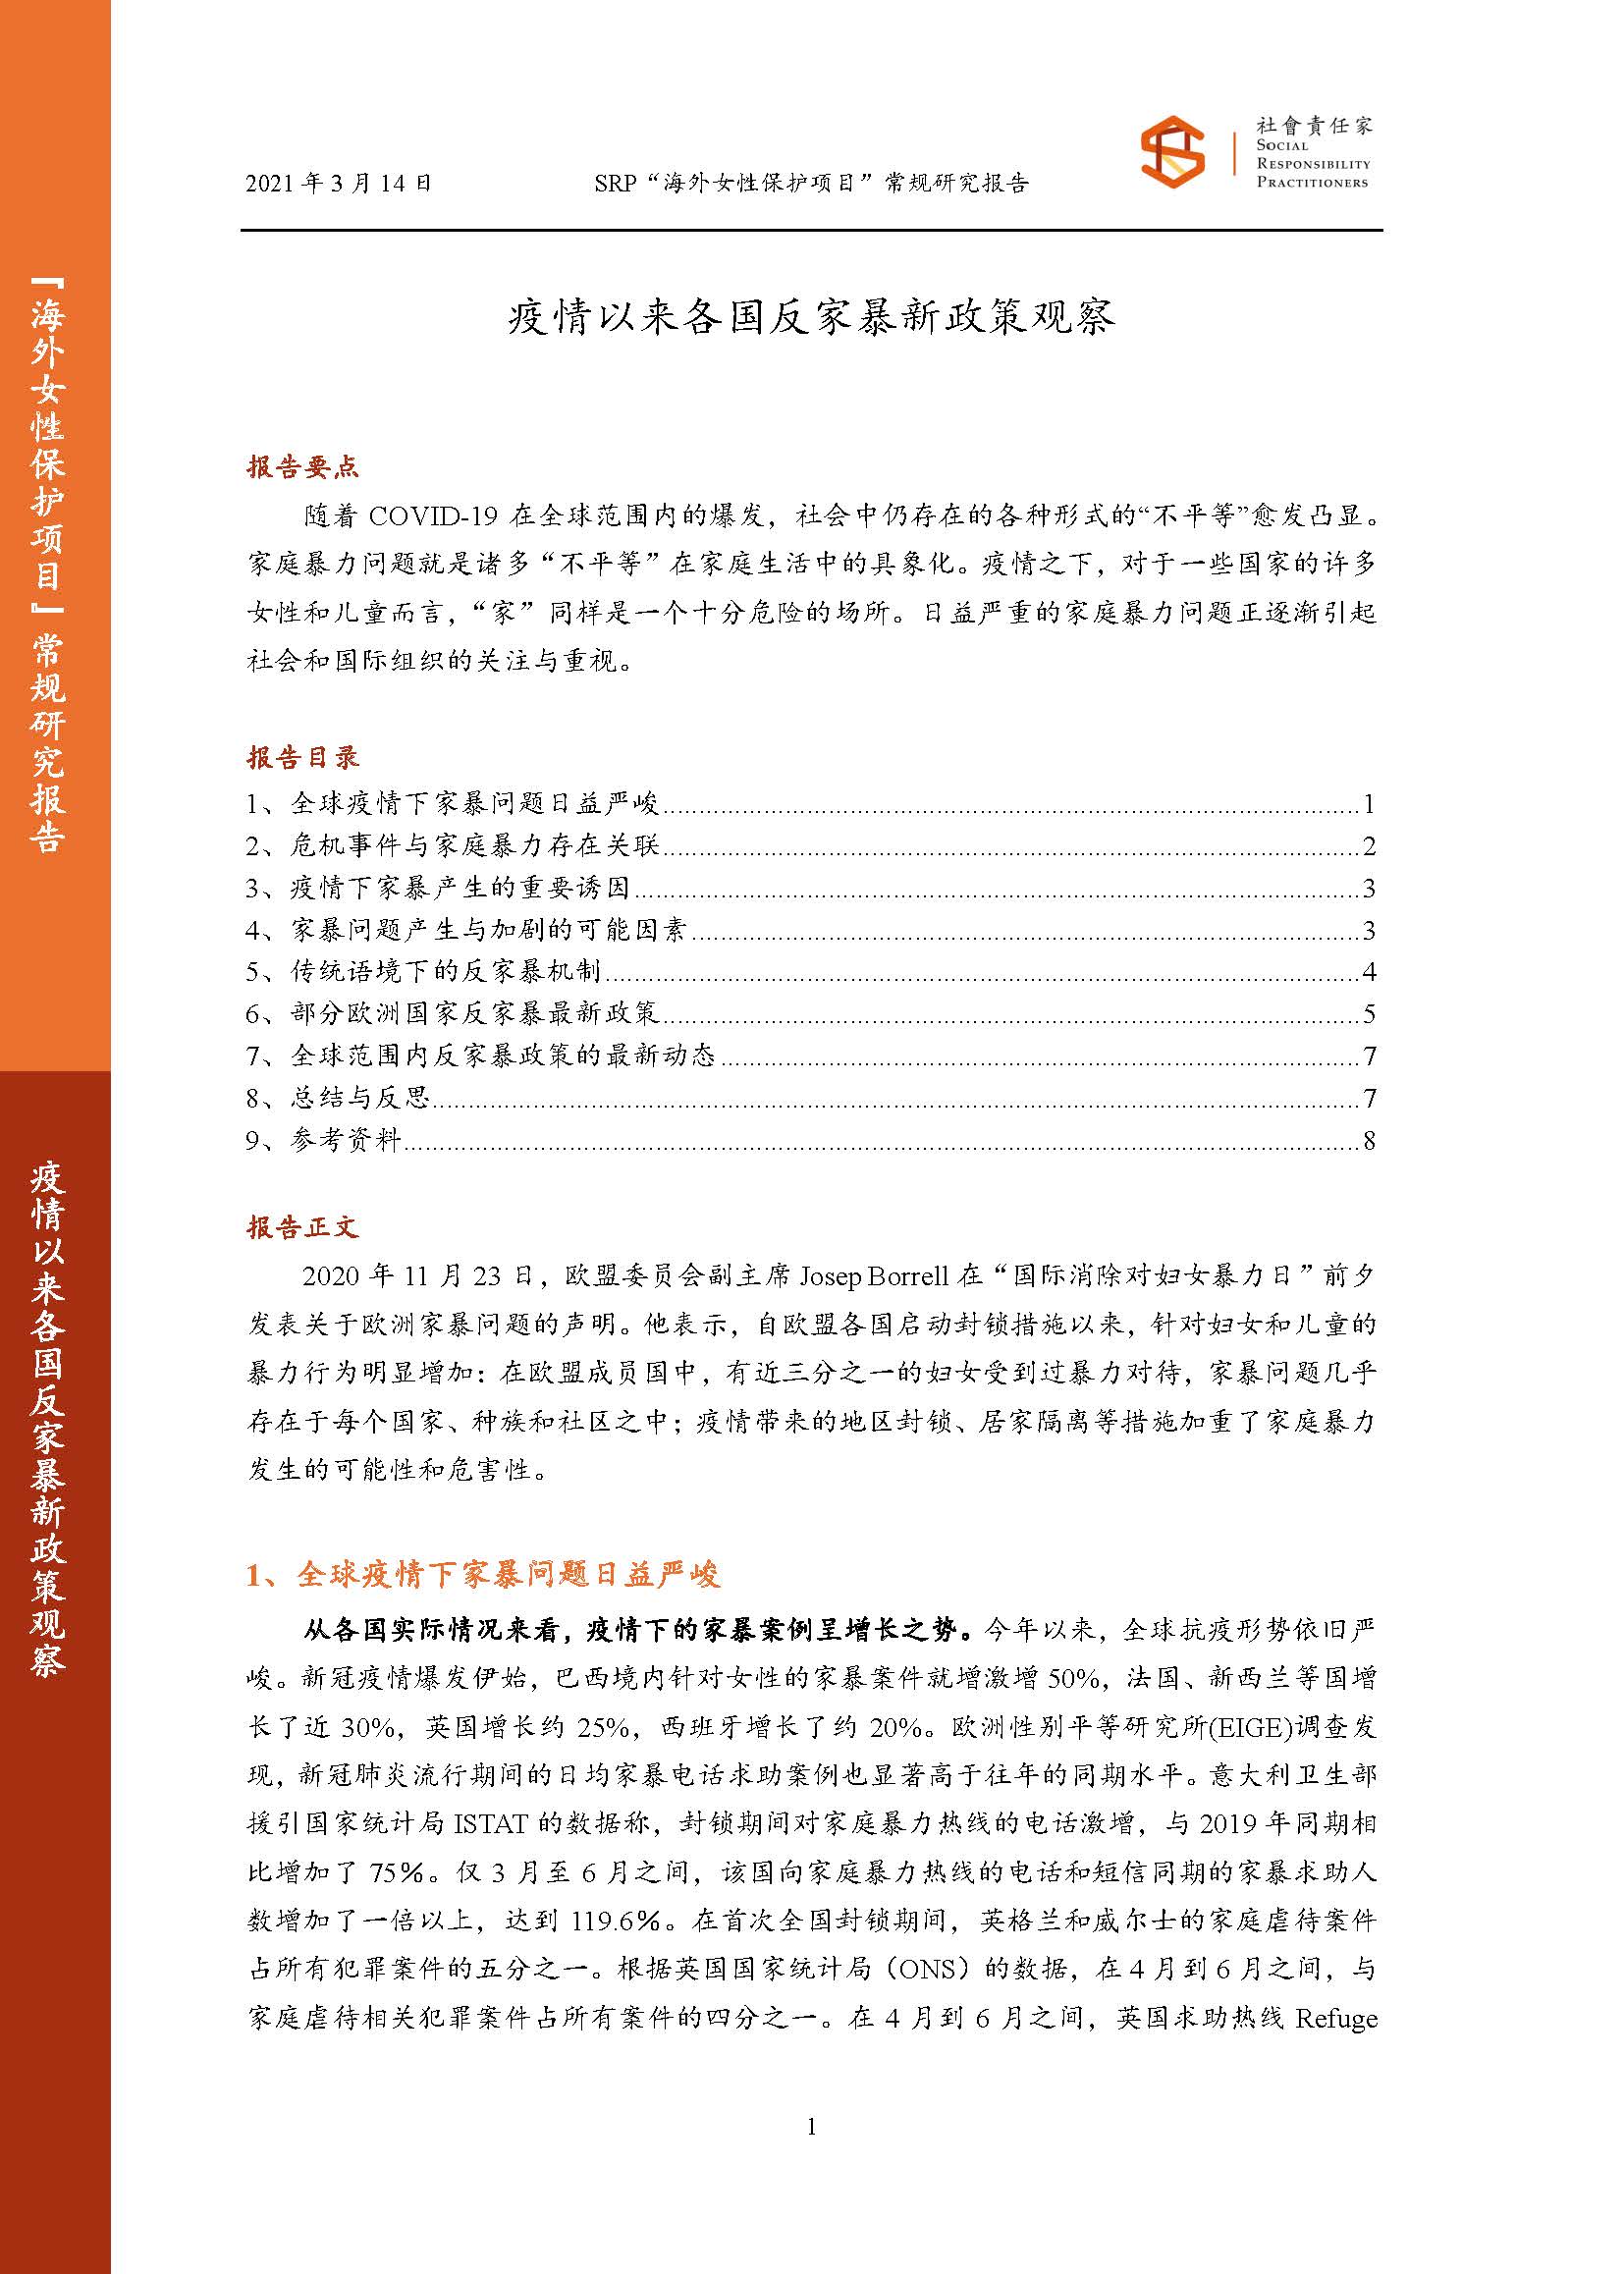 社會責任家
SOCIAL
RESPONSIBILITY
PRACTITIONERS
2021 年 3 月 14 日
SRP“海外女性保护项目”常规研究报告
『海外女性保护项目』常规研究报告
疫情以来各国反家暴新政策观察
疫情以来各国反家暴新政策观察
报告要点
随着 COVID-19 在全球范围内的爆发，社会中仍存在的各种形式的“不平等”愈发凸显。
家庭暴力问题就是诸多“不平等”在家庭生活中的具象化。疫情之下，对于一些国家的许多
女性和儿童而言，“家”同样是一个十分危险的场所。日益严重的家庭暴力问题正逐渐引起
社会和国际组织的关注与重视。
报告目录
1、全球疫情下家暴问题日益严峻........................................1
2、危机事件与家庭暴力存在关联........................................2
3、疫情下家暴产生的重要诱因........................................3
4、家暴问题产生与加剧的可能因素........................................3
5、传统语境下的反家暴机制........................................4
6、部分欧洲国家反家暴最新政策........................................5
7、全球范围内反家暴政策的最新动态........................................7
8、总结与反思........................................7
9、参考资料........................................8
报告正文
2020 年 11 月 23 日，欧盟委员会副主席 Josep Borrell 在“国际消除对妇女暴力日”前夕
发表关于欧洲家暴问题的声明。他表示，自欧盟各国启动封锁措施以来，针对妇女和儿童的
暴力行为明显增加：在欧盟成员国中，有近三分之一的妇女受到过暴力对待，家暴问题几乎
存在于每个国家、种族和社区之中；疫情带来的地区封锁、居家隔离等措施加重了家庭暴力
发生的可能性和危害性。
1、全球疫情下家暴问题日益严峻
从各国实际情况来看，疫情下的家暴案例呈增长之势。今年以来，全球抗疫形势依旧严
峻。新冠疫情爆发伊始，巴西境内针对女性的家暴案件就增激增 50%，法国、新西兰等国增
长了近 30%，英国增长约 25%，西班牙增长了约 20%。欧洲性别平等研究所(EIGE)调查发
现，新冠肺炎流行期间的日均家暴电话求助案例也显著高于往年的同期水平。意大利卫生部
援引国家统计局 ISTAT 的数据称，封锁期间对家庭暴力热线的电话激增，与 2019 年同期相
比增加了 75%。仅 3 月至 6 月之间，该国向家庭暴力热线的电话和短信同期的家暴求助人
数增加了一倍以上，达到 119.6%。在首次全国封锁期间，英格兰和威尔士的家庭虐待案件
占所有犯罪案件的五分之一。根据英国国家统计局（ONS）的数据，在 4 月到 6 月之间，与
家庭虐待相关犯罪案件占所有案件的四分之一。在 4 月到 6 月之间，英国求助热线 Refuge
1